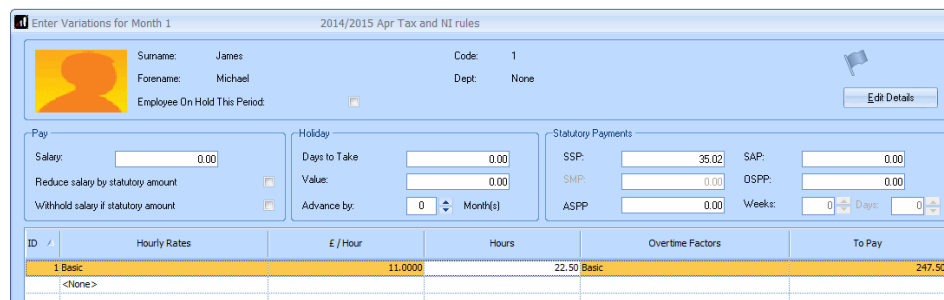 Enter Variations for Month 1 2014/2015 Apr Tax and NI rules
Surname: James Code: 1
Forename: Michael Dept: None
Employee On Hold This Period:
Edit Details
Pay Holiday Statutory Payments
Salary: 0.00 Days to Take 0.00 SSP: 35.02 SAP: 0.00
Reduce salary by statutory amount Value: 0.00 SMP: 0.00 OSPP: 0.00
Withhold salary if statutory amount Advance by: 0 Month(s) ASPP 0.00 Weeks: 0 Days: 0
ID Hourly Rates £ / Hour Hours Overtime Factors To Pay
1 Basic 11.0000 22.50 Basic 247.50
<None>